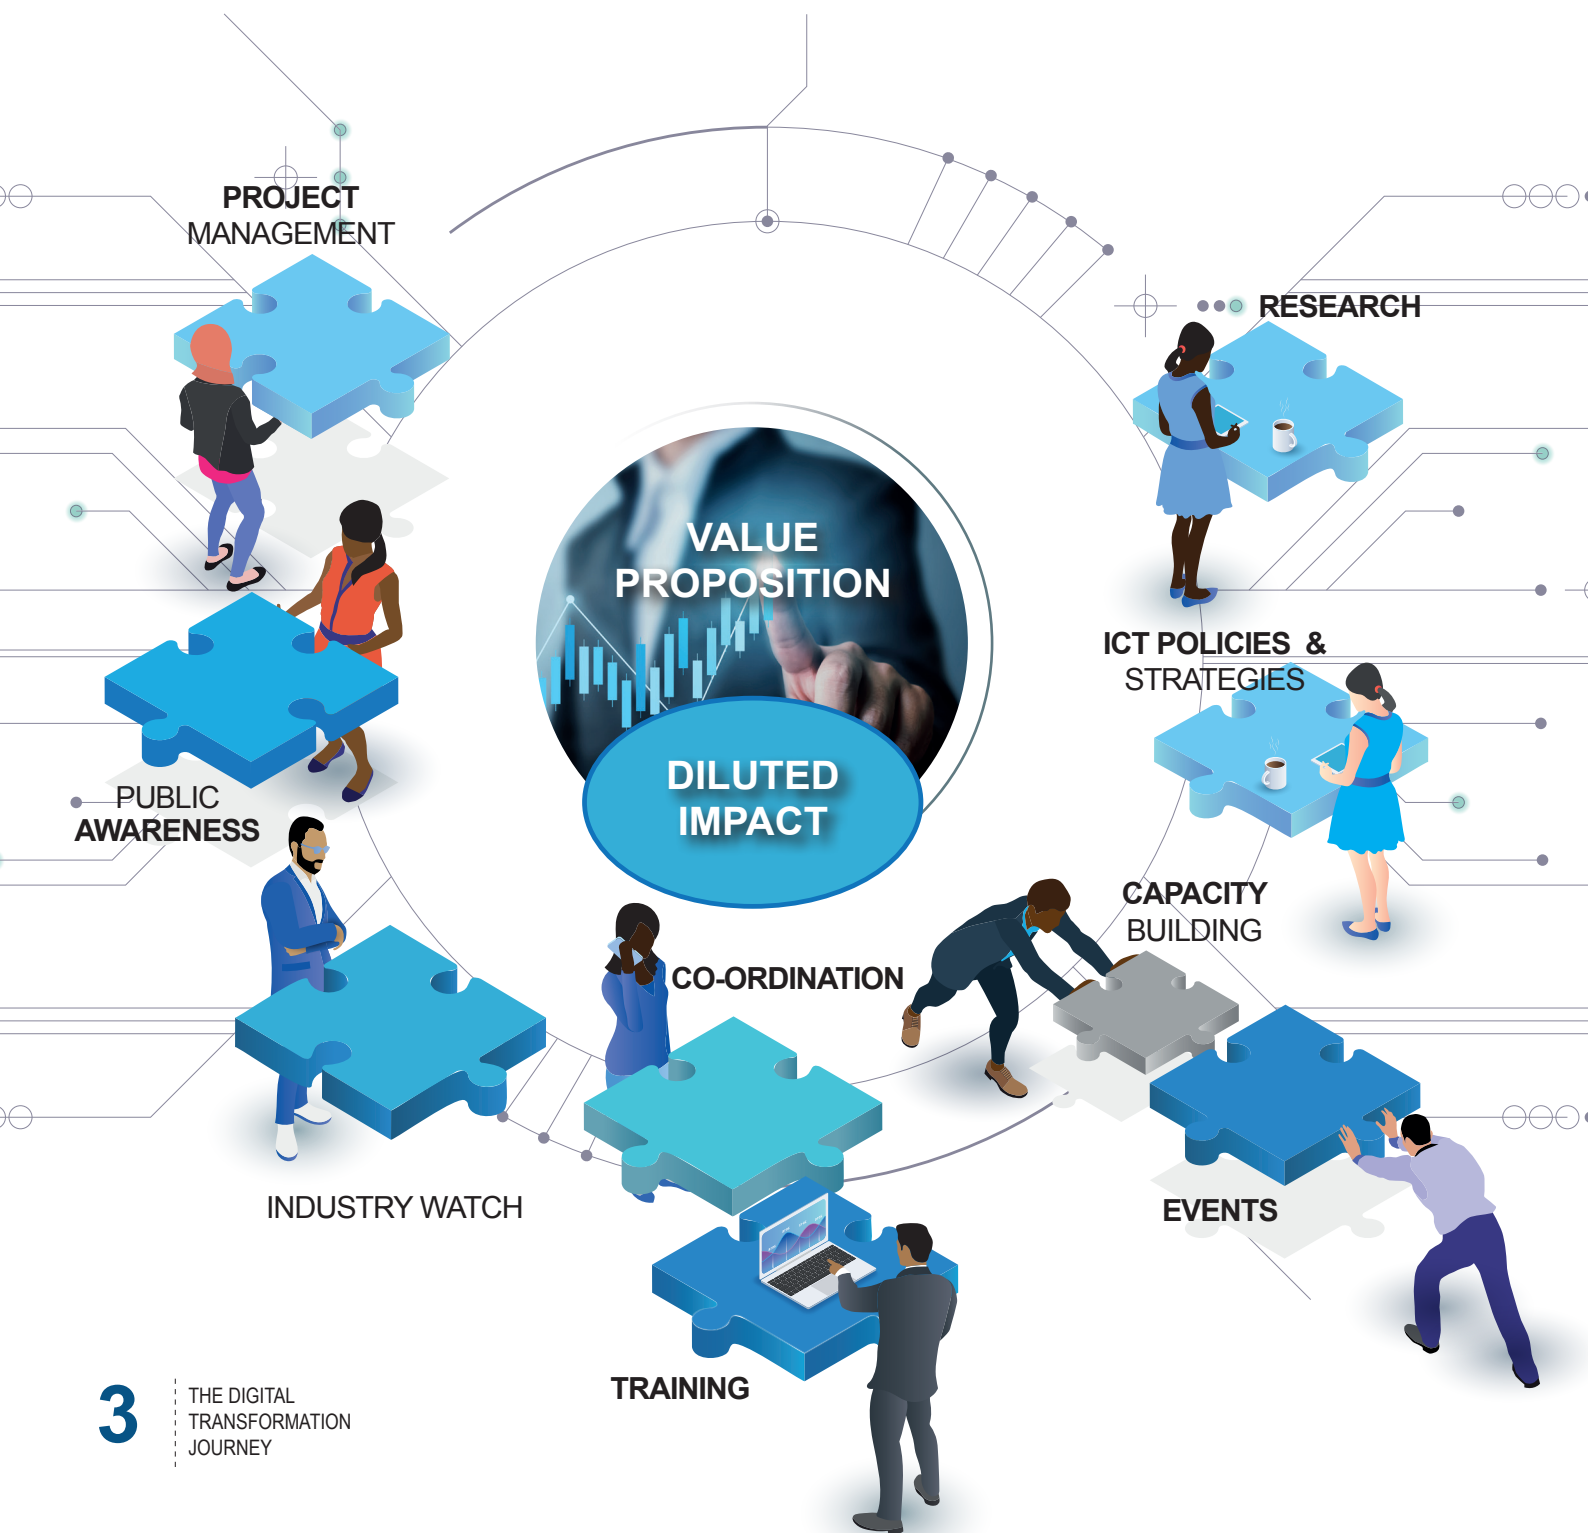 PROJECT
MANAGEMENT
RESEARCH
VALUE
PROPOSITION
ICT POLICIES &
STRATEGIES
DILUTED
IMPACT
PUBLIC
AWARENESS
CAPACITY
BUILDING
CO-ORDINATION
INDUSTRY WATCH
EVENTS
TRAINING
3
THE DIGITAL
TRANSFORMATION
JOURNEY